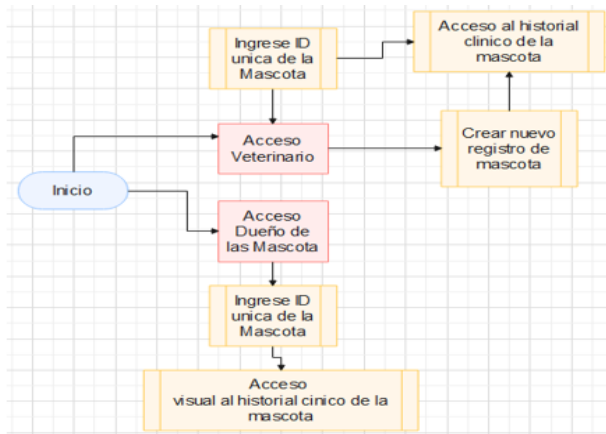 Ingrese ID
unica de la
Mascota
Acceso al historial
clinico de la
mascota
Acceso
Veterinario
Crear nuevo
registro de
mascota
Inicio
Acceso
Dueño de
las Mascota
Ingrese ID
unica de la
Mascota
Acceso
visual al historial cinico de la
mascota